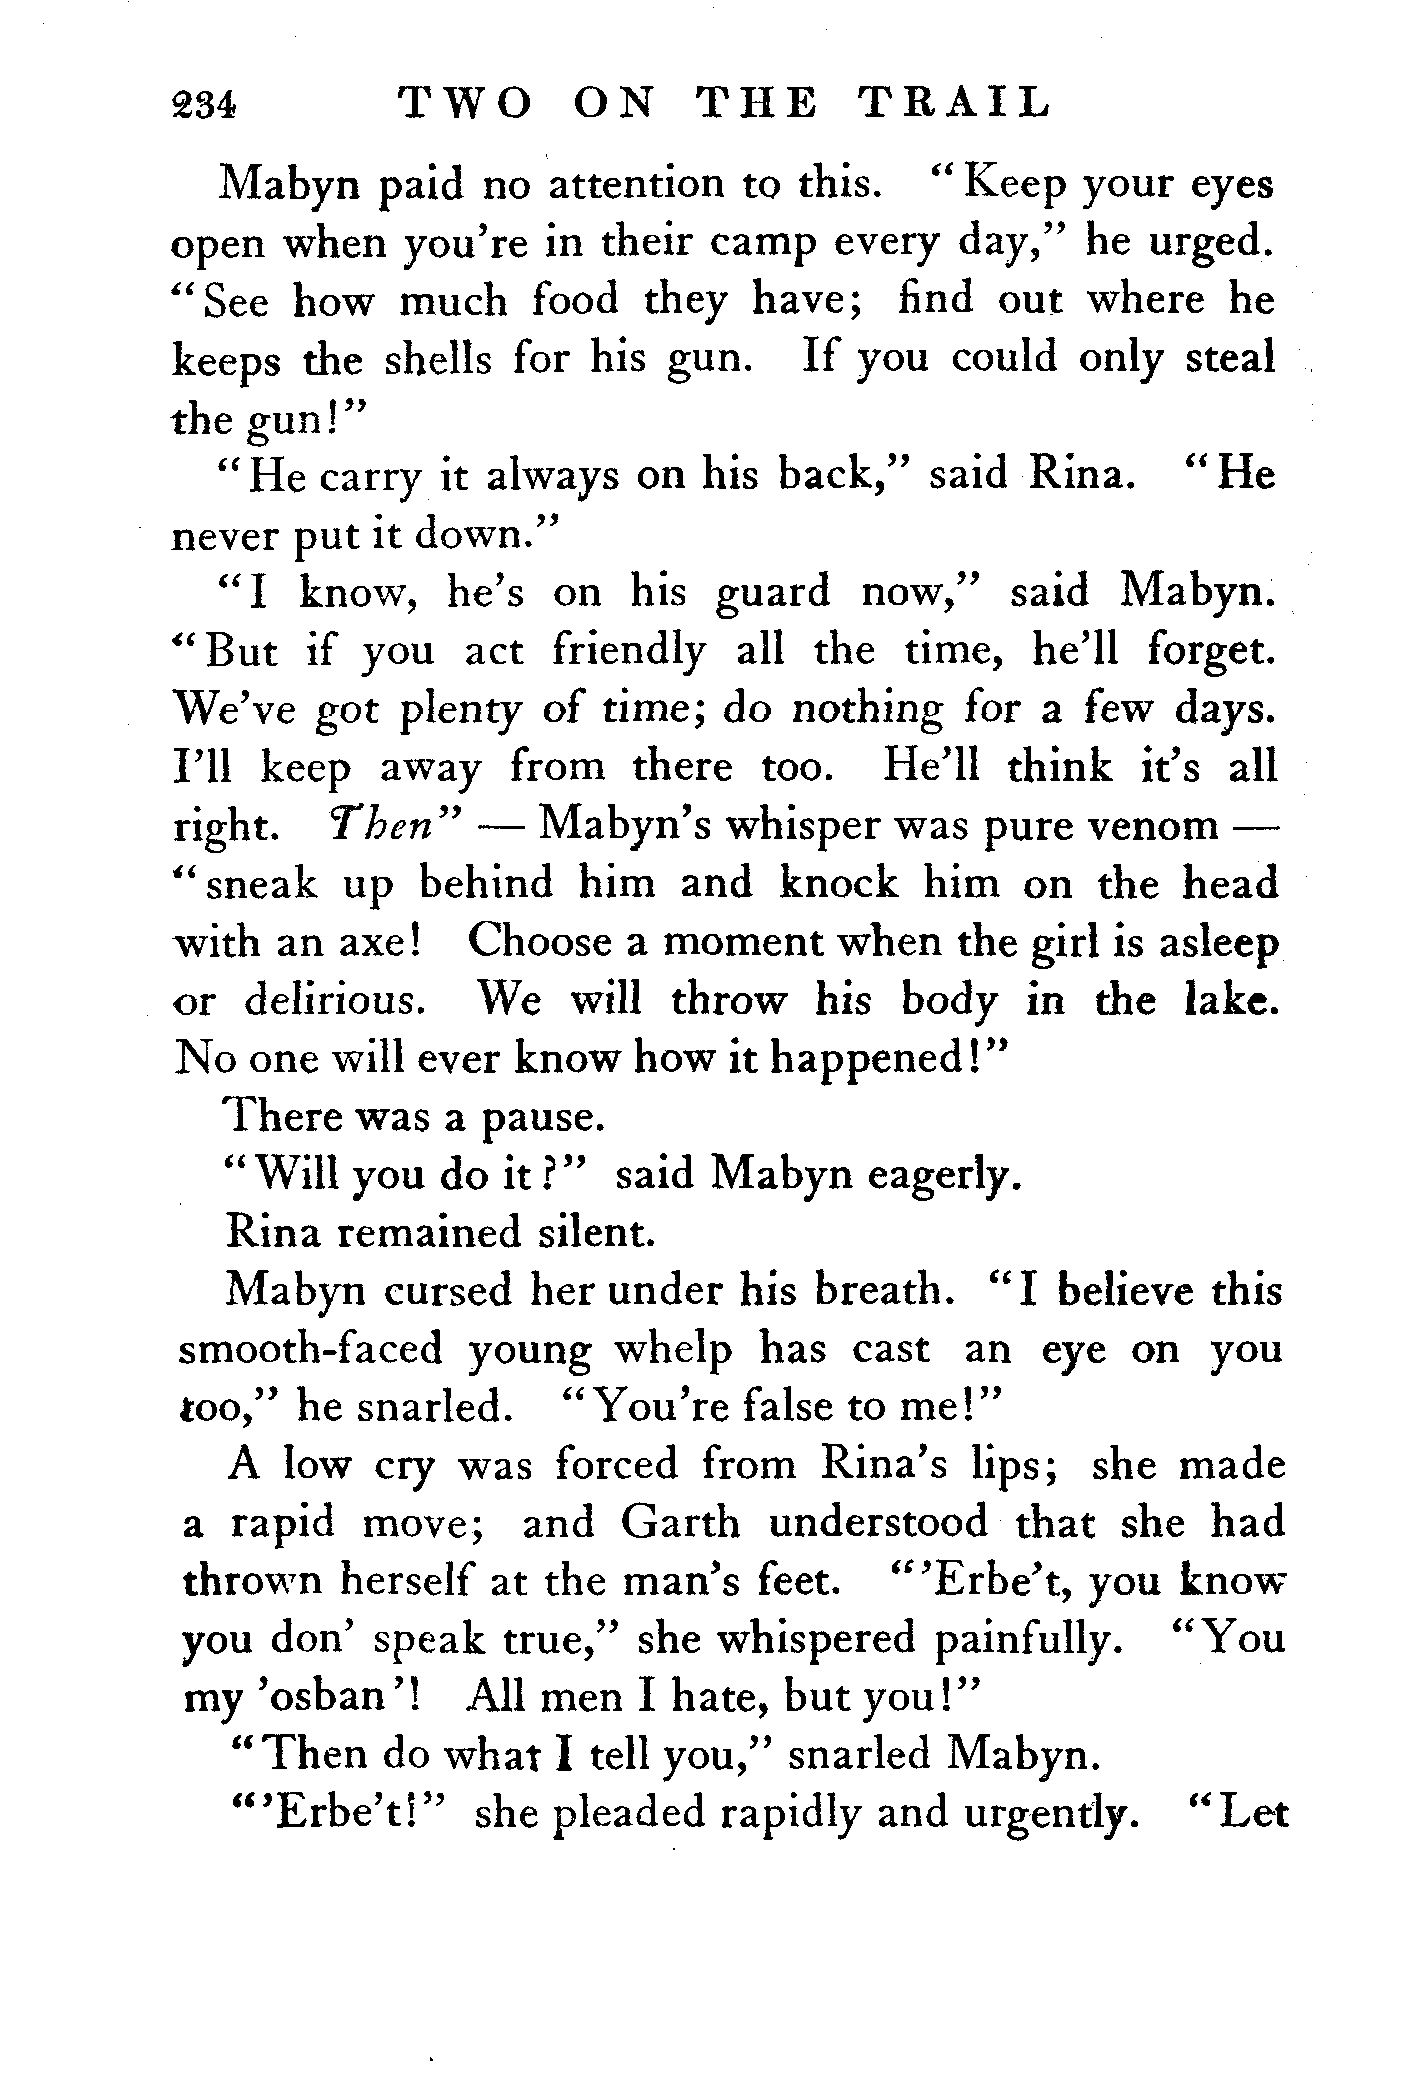 234 TWO ON THE TRAIL
Mabyn paid no attention to this. "Keep your eyes
open when you're in their camp every day," he urged.
"See how much food they have; find out where he
keeps the shells for his gun. If you could only steal
the gun!"
"He carry it always on his back," said Rina. "He
never put it down."
"I know, he's on his guard now," said Mabyn.
"But if you act friendly all the time, he'll forget.
We've got plenty of time; do nothing for a few days.
I'll keep away from there too. He'll think it's all
right. Then" — Mabyn's whisper was pure venom —
"sneak up behind him and knock him on the head
with an axe! Choose a moment when the girl is asleep
or delirious. We will throw his body in the lake.
No one will ever know how it happened!"
There was a pause.
"Will you do it?" said Mabyn eagerly.
Rina remained silent.
Mabyn cursed her under his breath. "I believe this
smooth-faced young whelp has cast an eye on you
too," he snarled. "You're false to me!"
A low cry was forced from Rina's lips; she made
a rapid move; and Garth understood that she had
thrown herself at the man's feet. "'Erbe't, you know
you don' speak true," she whispered painfully. "You
my 'osban'! All men I hate, but you!"
"Then do what I tell you," snarled Mabyn.
"'Erbe't!" she pleaded rapidly and urgently. "Let